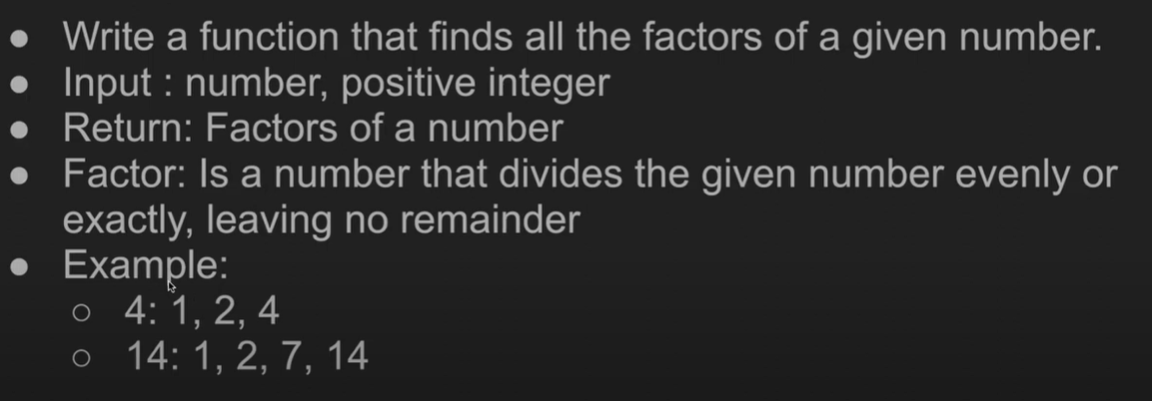 ● Write a function that finds all the factors of a given number.
● Input : number, positive integer
● Return: Factors of a number
● Factor: Is a number that divides the given number evenly or
exactly, leaving no remainder
● Example:
○ 4: 1, 2, 4
○ 14: 1, 2, 7, 14